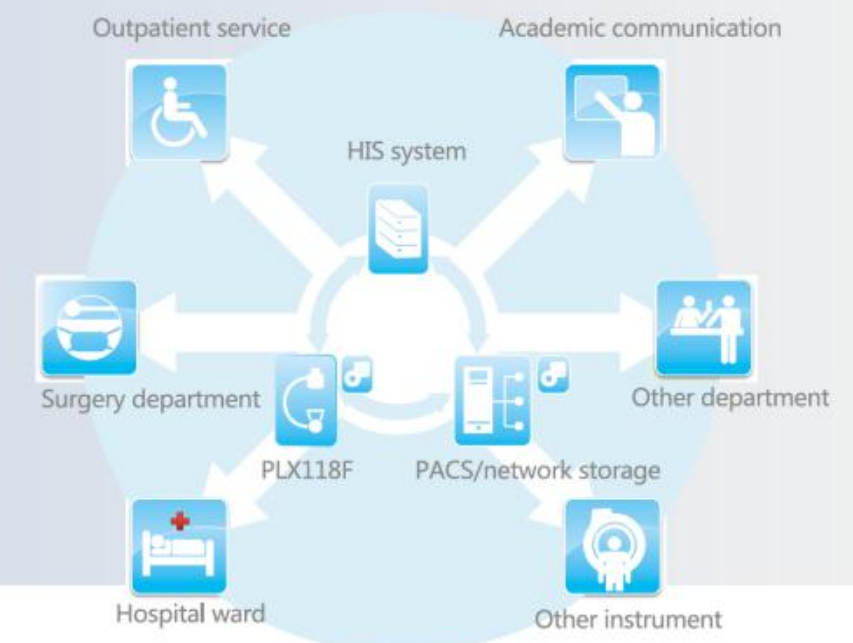 Outpatient service
Academic communication
HIS system
Surgery department
Other department
PLX118F
PACS/network storage
Hospital ward
Other instrument